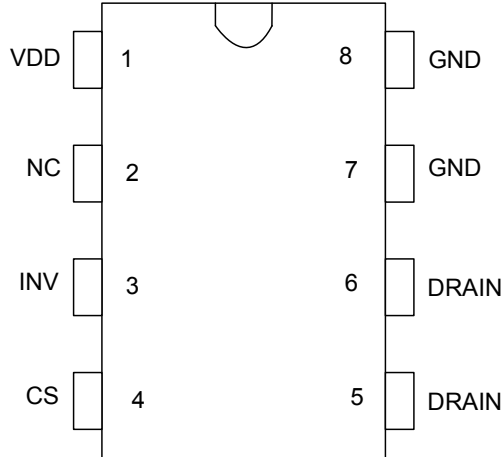 VDD 1 8 GND
NC 2 7 GND
INV 3 6 DRAIN
CS 4 5 DRAIN